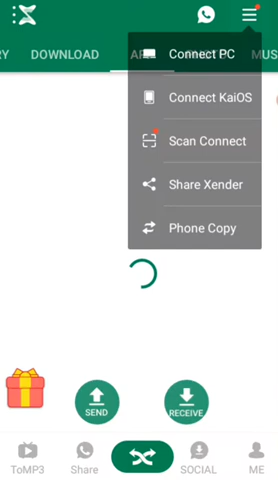 RY DOWNLOAD AP MUS
Connect PC
Connect KaiOS
Scan Connect
Share Xender
Phone Copy
SEND
RECEIVE
ToMP3 Share SOCIAL ME